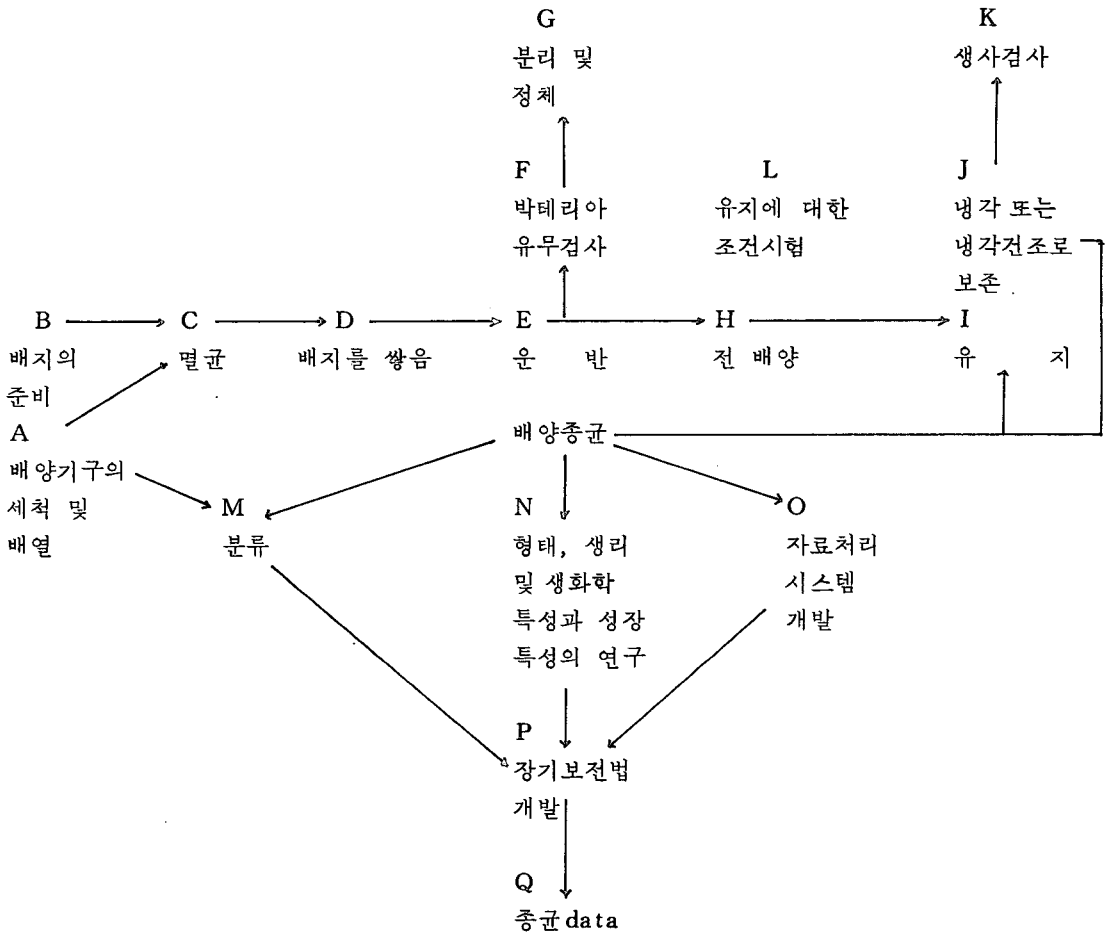 G
분리 및
정체
K
생사검사
F
박테리아
유무검사
L
유지에 대한
조건시험
J
냉각 또는
냉각건조로
보존
B
배지의
준비
C
멸균
D
배지를 쌓음
E
운 반
H
전 배양
I
유 지
A
배양기구의
세척 및
배열
배양종균
M
분류
N
형태, 생리
및 생화학
특성과 성장
특성의 연구
O
자료처리
시스템
개발
P
장기보전법
개발
Q
종균data